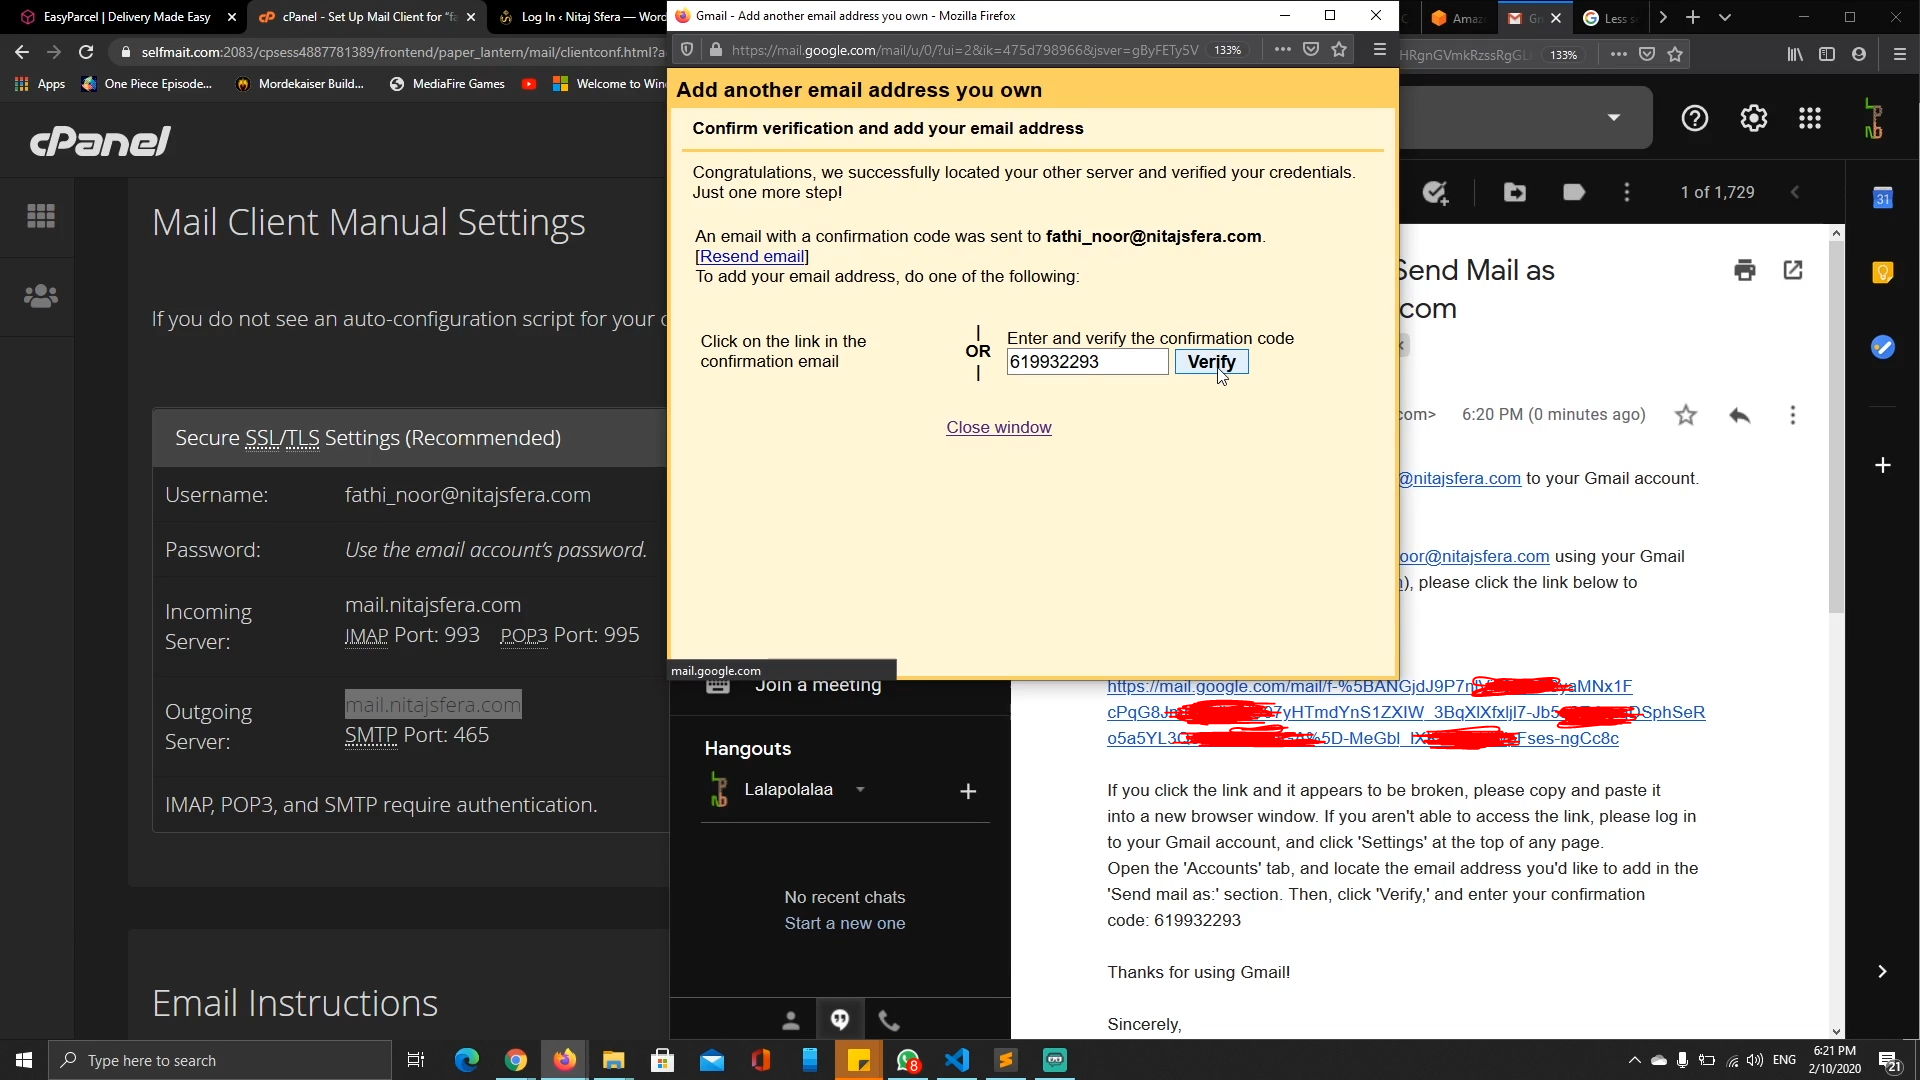 EasyParcel | Delivery Made Easy
cPanel - Set Up Mail Client for "fa
Log In ‹ Nitaj Sfera — Word
Gmail - Add another email address you own - Mozilla Firefox
Amaz
Gm
Less se
selfmait.com:2083/cpsess4887781389/frontend/paper_lantern/mail/clientconf.html?a
https://mail.google.com/mail/u/0/?ui=2&ik=475d798966&jsver=gByFETy5V
133%
133%
Apps
One Piece Episode...
Mordekaiser Build...
MediaFire Games
Welcome to Win
cPanel
Add another email address you own
Confirm verification and add your email address
Congratulations, we successfully located your other server and verified your credentials.
Just one more step!
An email with a confirmation code was sent to fathi_noor@nitajsfera.com.
[Resend email]
To add your email address, do one of the following:
Click on the link in the
confirmation email
|
OR
|
Enter and verify the confirmation code
619932293
Verify
Close window
mail.google.com
Mail Client Manual Settings
If you do not see an auto-configuration script for your c
Secure SSL/TLS Settings (Recommended)
Username:
fathi_noor@nitajsfera.com
Password:
Use the email account's password.
Incoming
Server:
mail.nitajsfera.com
IMAP Port: 993 POP3 Port: 995
Outgoing
Server:
mail.nitajsfera.com
SMTP Port: 465
IMAP, POP3, and SMTP require authentication.
Email Instructions
1 of 1,729
31
Send Mail as
com
com>
6:20 PM (0 minutes ago)
@nitajsfera.com to your Gmail account.
oor@nitajsfera.com using your Gmail
), please click the link below to
https://mail.google.com/mail/f-%5BANGjdJ9P7n
aMNx1F
cPqG8J
7yHTmdYnS1ZXIW_3BqXlXfxljl7-Jb5
SphSeR
o5a5YL3
%5D-MeGbl_
Fses-ngCc8c
If you click the link and it appears to be broken, please copy and paste it
into a new browser window. If you aren't able to access the link, please log in
to your Gmail account, and click 'Settings' at the top of any page.
Open the 'Accounts' tab, and locate the email address you'd like to add in the
'Send mail as:' section. Then, click 'Verify,' and enter your confirmation
code: 619932293
Thanks for using Gmail!
Sincerely,
Join a meeting
Hangouts
Lalapolalaa
No recent chats
Start a new one
Type here to search
8
ENG
6:21 PM
2/10/2020
21